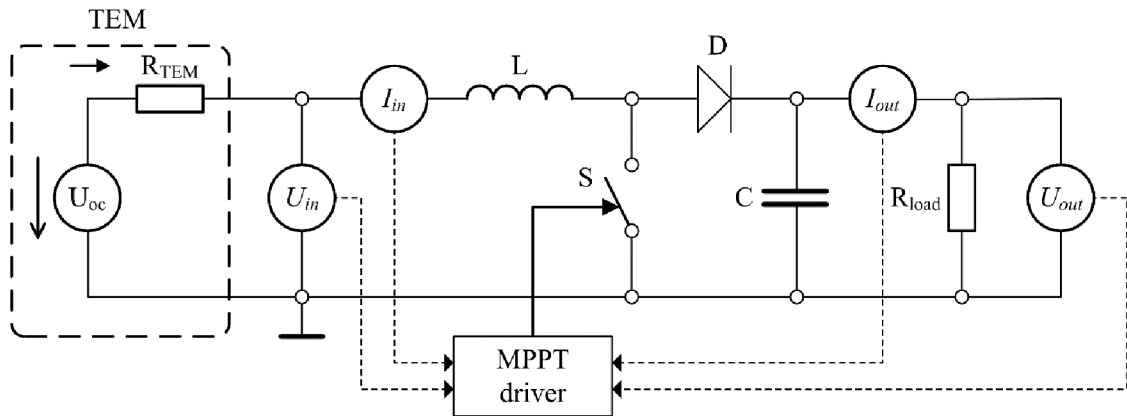 TEM
R_TEM
I_in
L
D
I_out
U_oc
U_in
S
C
R_load
U_out
MPPT
driver